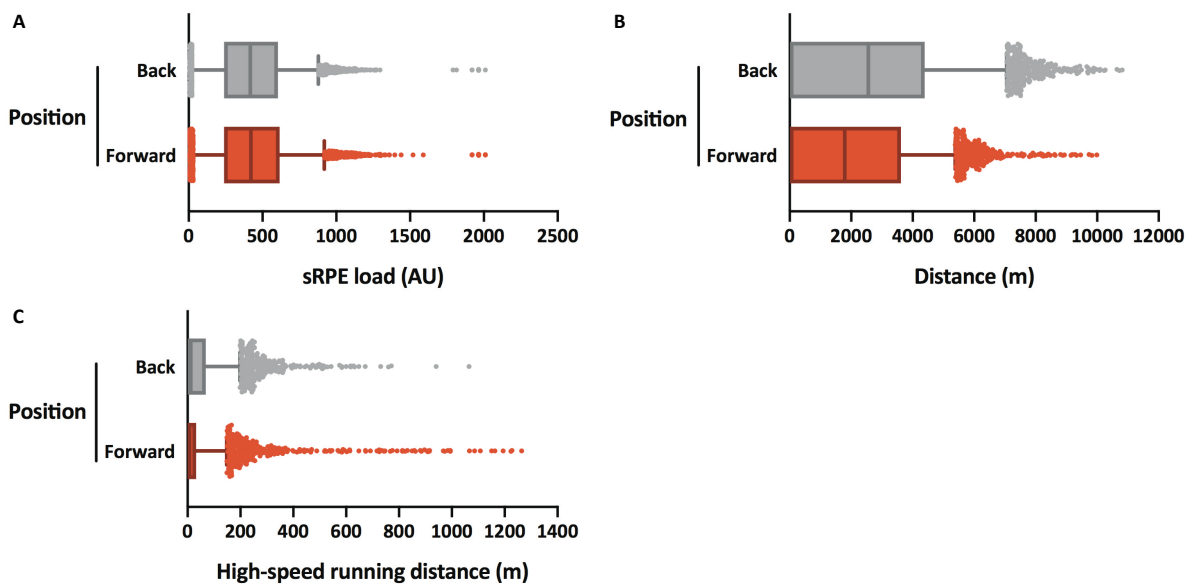 A
Back
Position
Forward
0 500 1000 1500 2000 2500
sRPE load (AU)
B
Back
Position
Forward
0 2000 4000 6000 8000 10000 12000
Distance (m)
C
Back
Position
Forward
0 200 400 600 800 1000 1200 1400
High-speed running distance (m)